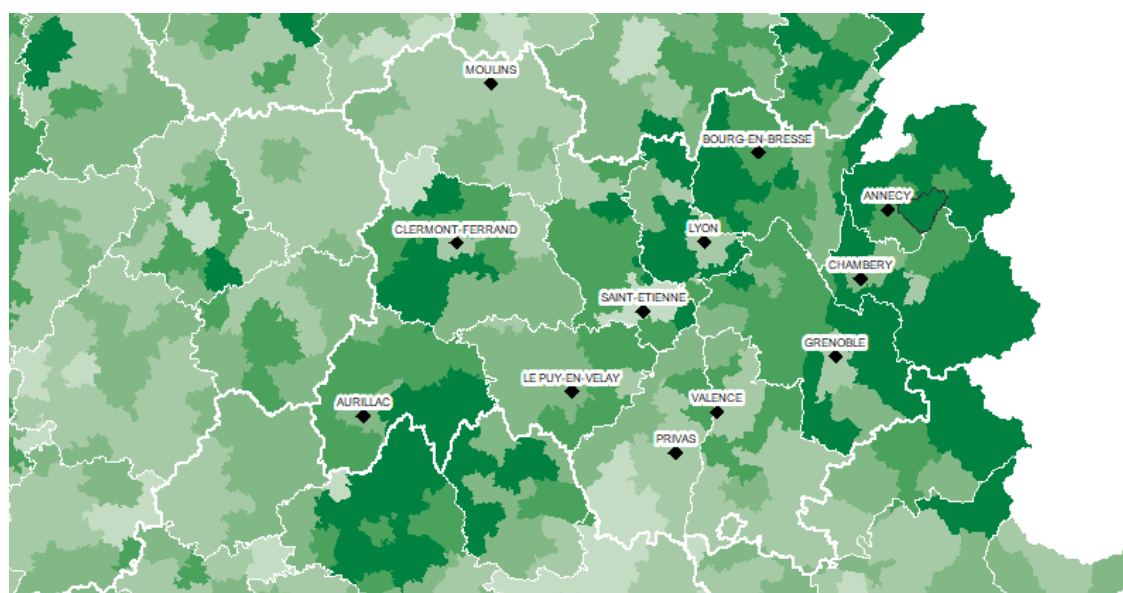 MOULINS
BOURG-EN-BRESSE
ANNECY
CLERMONT-FERRAND
LYON
CHAMBERY
SAINT-ETIENNE
GRENOBLE
LE PUY-EN-VELAY
AURILLAC
VALENCE
PRIVAS